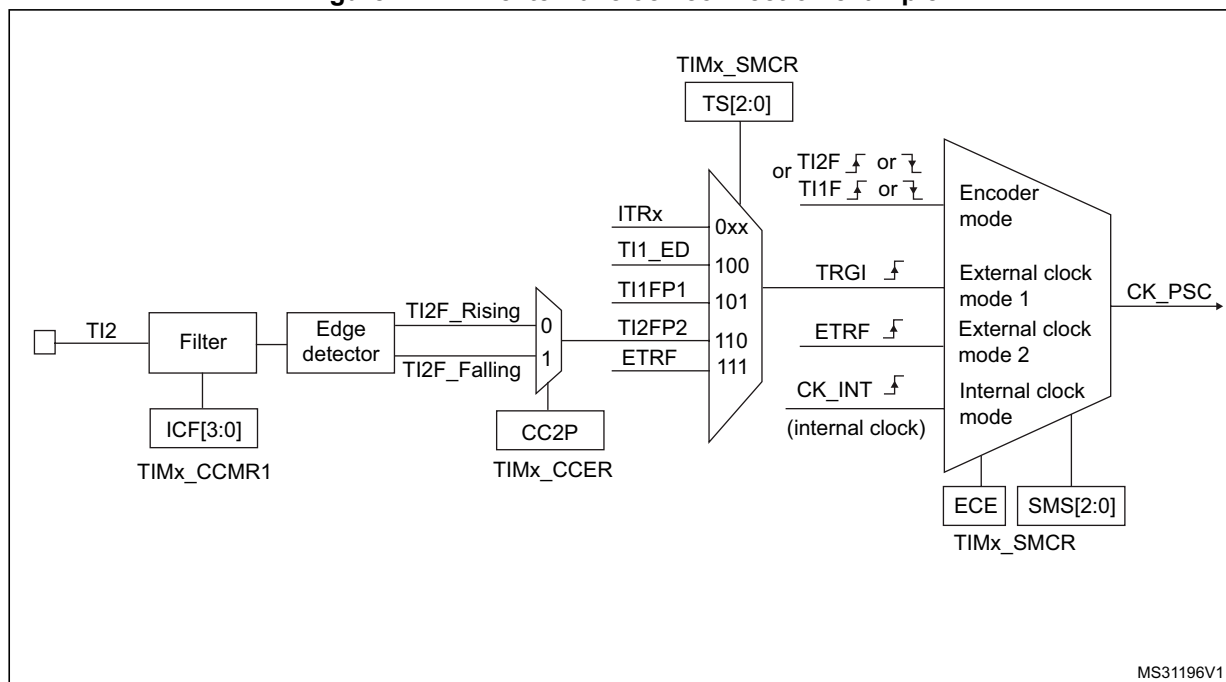 TIMx_SMCR
TS[2:0]
TI2
Filter
ICF[3:0]
TIMx_CCMR1
Edge
detector
TI2F_Rising
TI2F_Falling
0
1
CC2P
TIMx_CCER
ITRx
0xx
TI1_ED
100
TI1FP1
101
TI2FP2
110
ETRF
111
or TI2F or
TI1F or
Encoder
mode
TRGI
External clock
mode 1
ETRF
External clock
mode 2
CK_INT
(internal clock)
Internal clock
mode
CK_PSC
ECE
SMS[2:0]
TIMx_SMCR
MS31196V1